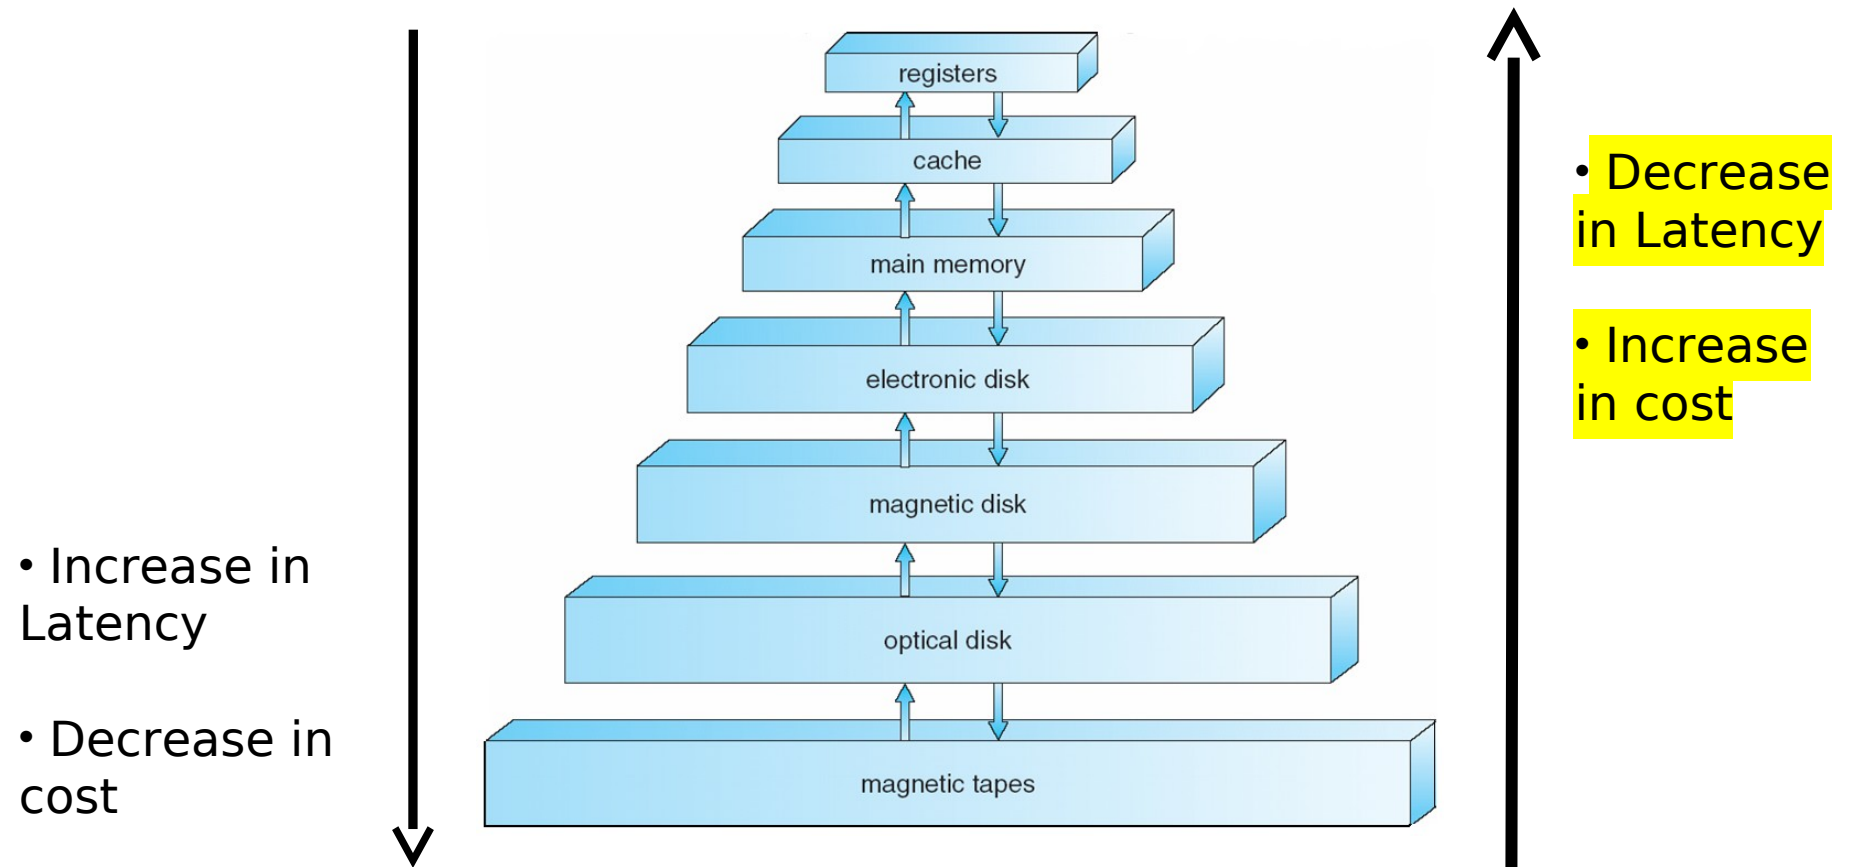 registers
cache
main memory
electronic disk
magnetic disk
optical disk
magnetic tapes
• Increase in
Latency
• Decrease in
cost
• Decrease
in Latency
• Increase
in cost